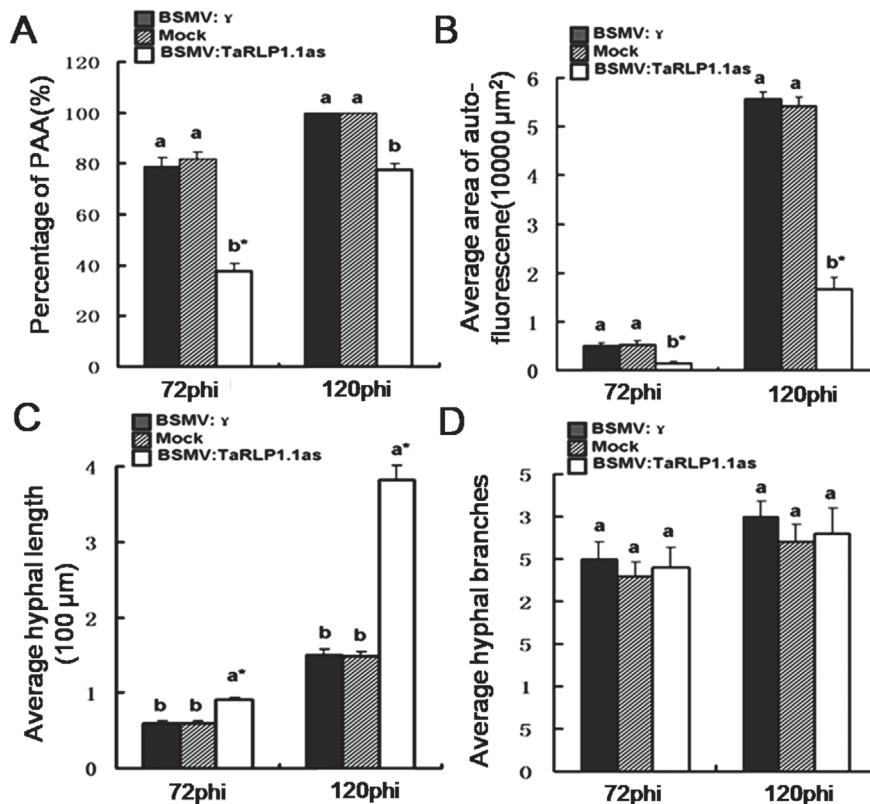 A
BSMV: γ
Mock
BSMV:TaRLP1.1as
Percentage of PAA(%)
120
100
80
60
40
20
0
a
a
b*
a
a
b
72phi
120phi
B
BSMV: γ
Mock
BSMV:TaRLP1.1as
Average area of auto-
fluorescene(10000 μm²)
6
5
4
3
2
1
0
a
a
b*
a
a
b*
72phi
120phi
C
BSMV: γ
Mock
BSMV:TaRLP1.1as
Average hyphal length
(100 μm)
4
3
2
1
0
b
b
a*
b
b
a*
72phi
120phi
D
BSMV: γ
Mock
BSMV:TaRLP1.1as
Average hyphal branches
5
3
5
2
5
1
5
0
a
a
a
a
a
a
72phi
120phi